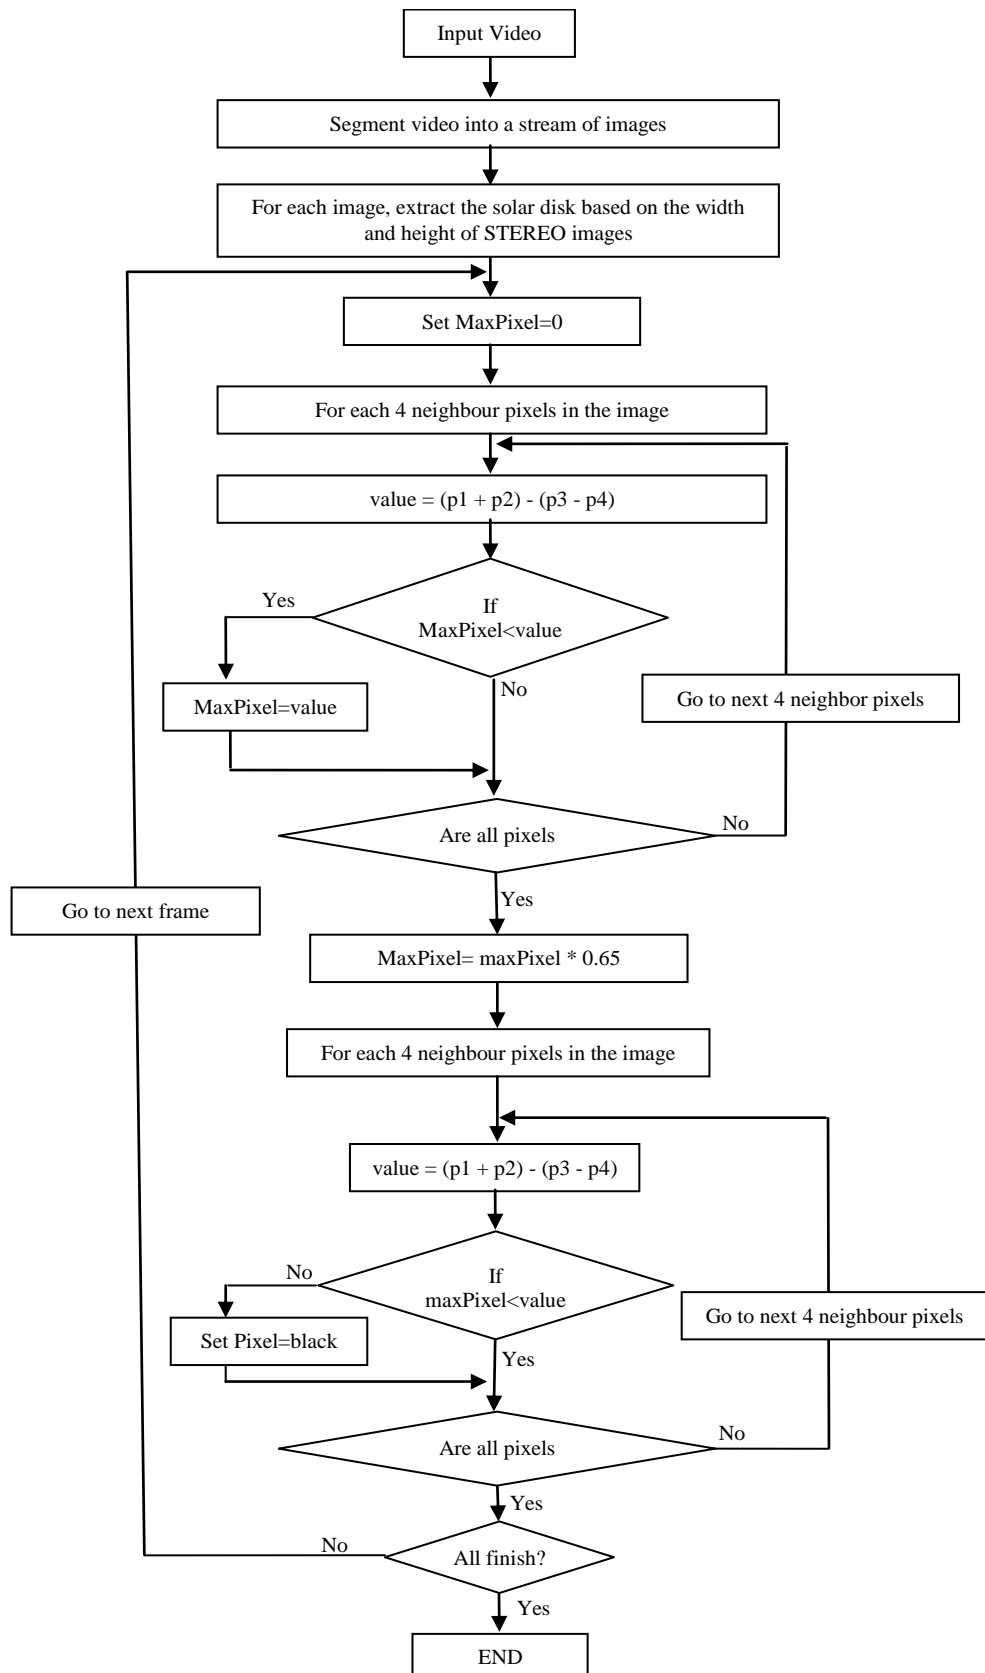 Input Video
Segment video into a stream of images
For each image, extract the solar disk based on the width
and height of STEREO images
Set MaxPixel=0
For each 4 neighbour pixels in the image
value = (p1 + p2) - (p3 - p4)
Yes
If
MaxPixel<value
No
MaxPixel=value
Go to next 4 neighbor pixels
Are all pixels
No
Yes
Go to next frame
MaxPixel= maxPixel * 0.65
For each 4 neighbour pixels in the image
value = (p1 + p2) - (p3 - p4)
No
If
maxPixel<value
Go to next 4 neighbour pixels
Set Pixel=black
Yes
Are all pixels
No
Yes
No
All finish?
Yes
END